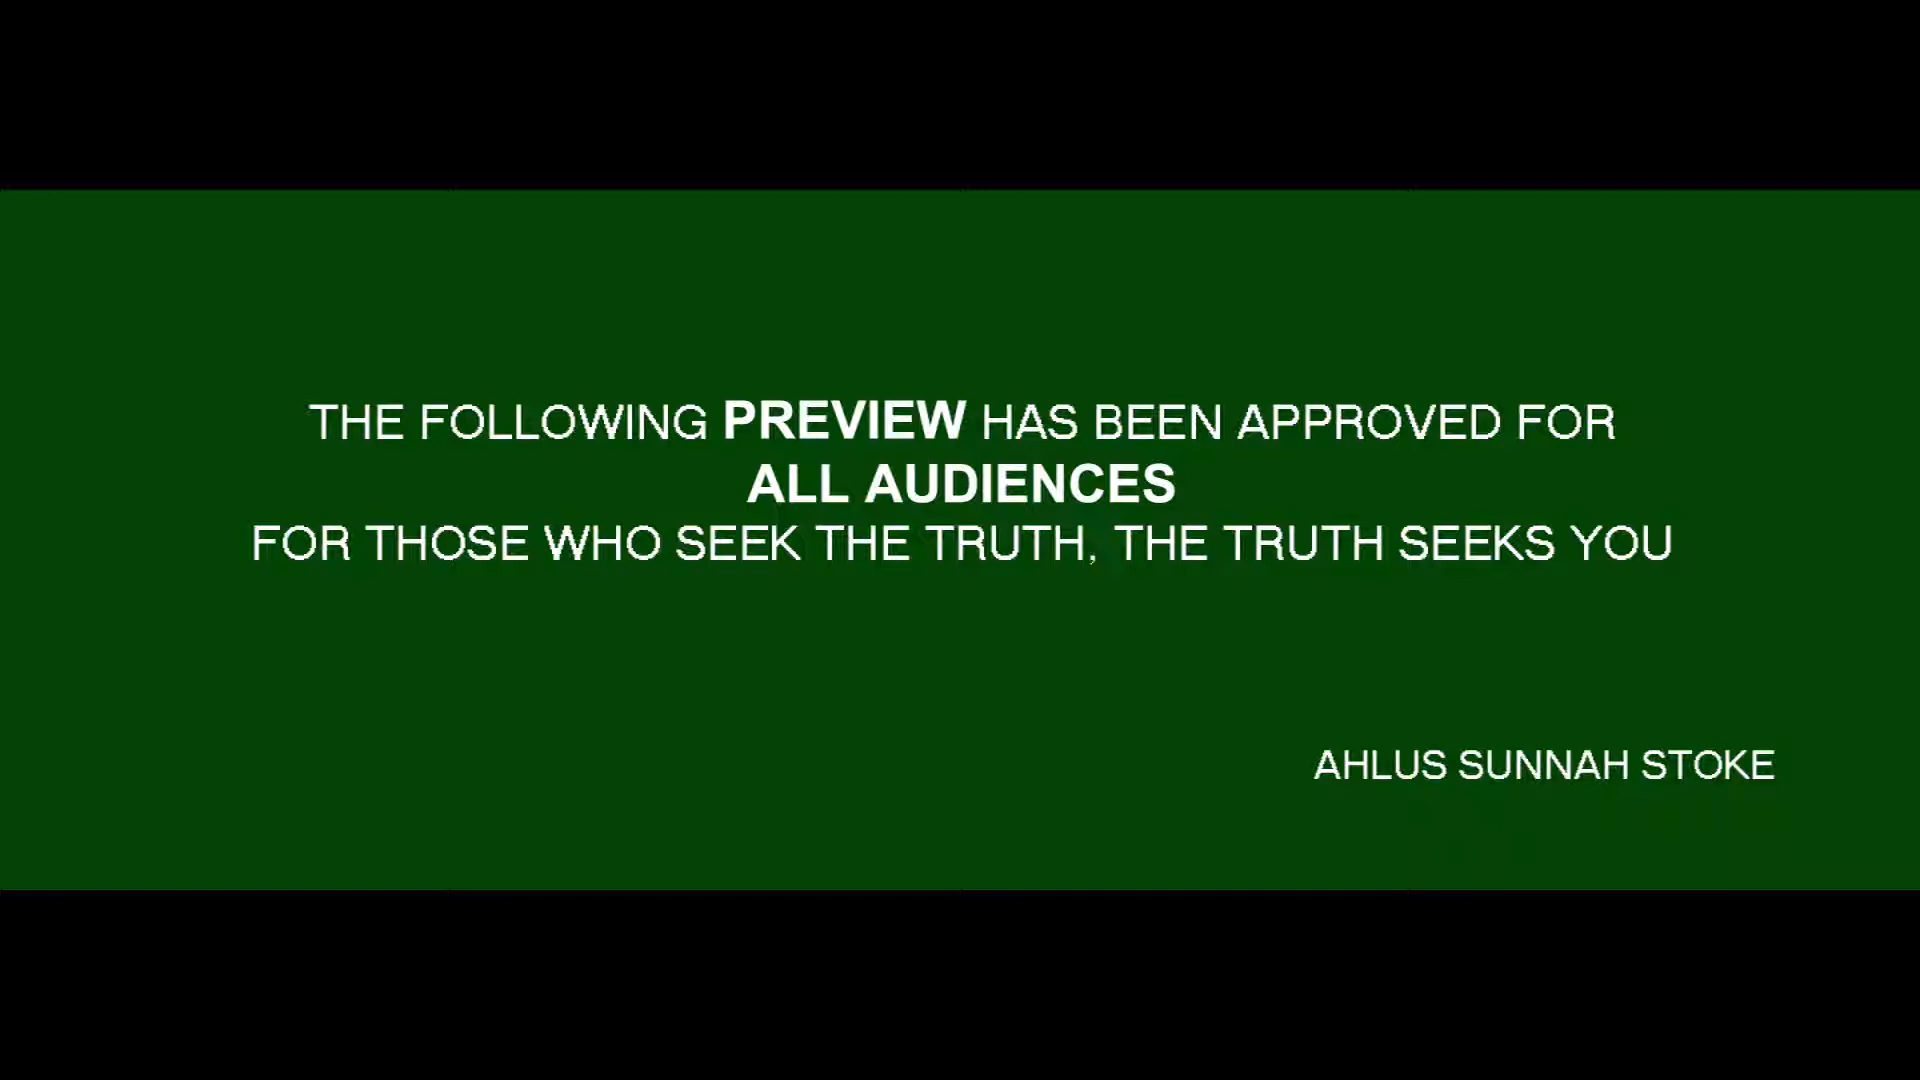 THE FOLLOWING PREVIEW HAS BEEN APPROVED FOR
ALL AUDIENCES
FOR THOSE WHO SEEK THE TRUTH, THE TRUTH SEEKS YOU
AHLUS SUNNAH STOKE